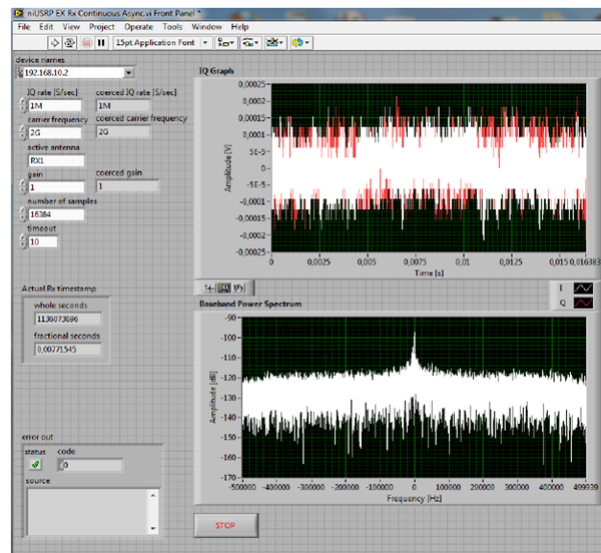 niUSRP EX Rx Continuous Async.vi Front Panel *
File Edit View Project Operate Tools Window Help
15pt Application Font
device names
192.168.10.2
IQ rate [S/sec] coerced IQ rate [S/sec]
1M 1M
carrier frequency coerced carrier frequency
2G 2G
active antenna
RX1
gain coerced gain
1 1
number of samples
16384
timeout
10
Actual Rx timestamp
whole seconds
1136073696
fractional seconds
0,00771545
error out
status code
0
source
IQ Graph
Amplitude [V]
0,00025
0,0002
0,00015
0,0001
5E-5
0
-5E-5
-0,0001
-0,00015
-0,0002
-0,00025
0 0,0025 0,005 0,0075 0,01 0,0125 0,015 0,016383
Time [s]
I
Q
Baseband Power Spectrum
Amplitude [dB]
-90
-100
-110
-120
-130
-140
-150
-160
-170
-500000 -400000 -300000 -200000 -100000 0 100000 200000 300000 400000 499939
Frequency [Hz]
STOP